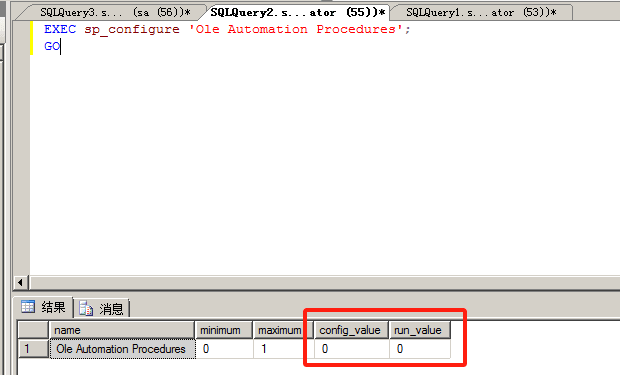 SQLQuery3.s... (sa (56))* SQLQuery2.s...ator (55))* SQLQuery1.s...ator (53))*
EXEC sp_configure 'Ole Automation Procedures';
GO
结果 消息
name minimum maximum config_value run_value
1 Ole Automation Procedures 0 1 0 0